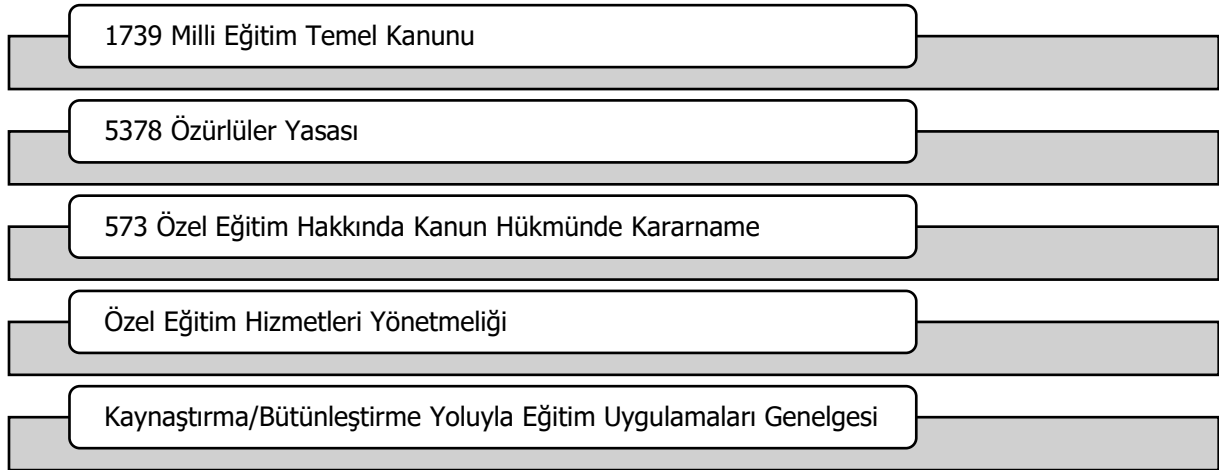 1739 Milli Eğitim Temel Kanunu
5378 Özürlüler Yasası
573 Özel Eğitim Hakkında Kanun Hükmünde Kararname
Özel Eğitim Hizmetleri Yönetmeliği
Kaynaştırma/Bütünleştirme Yoluyla Eğitim Uygulamaları Genelgesi